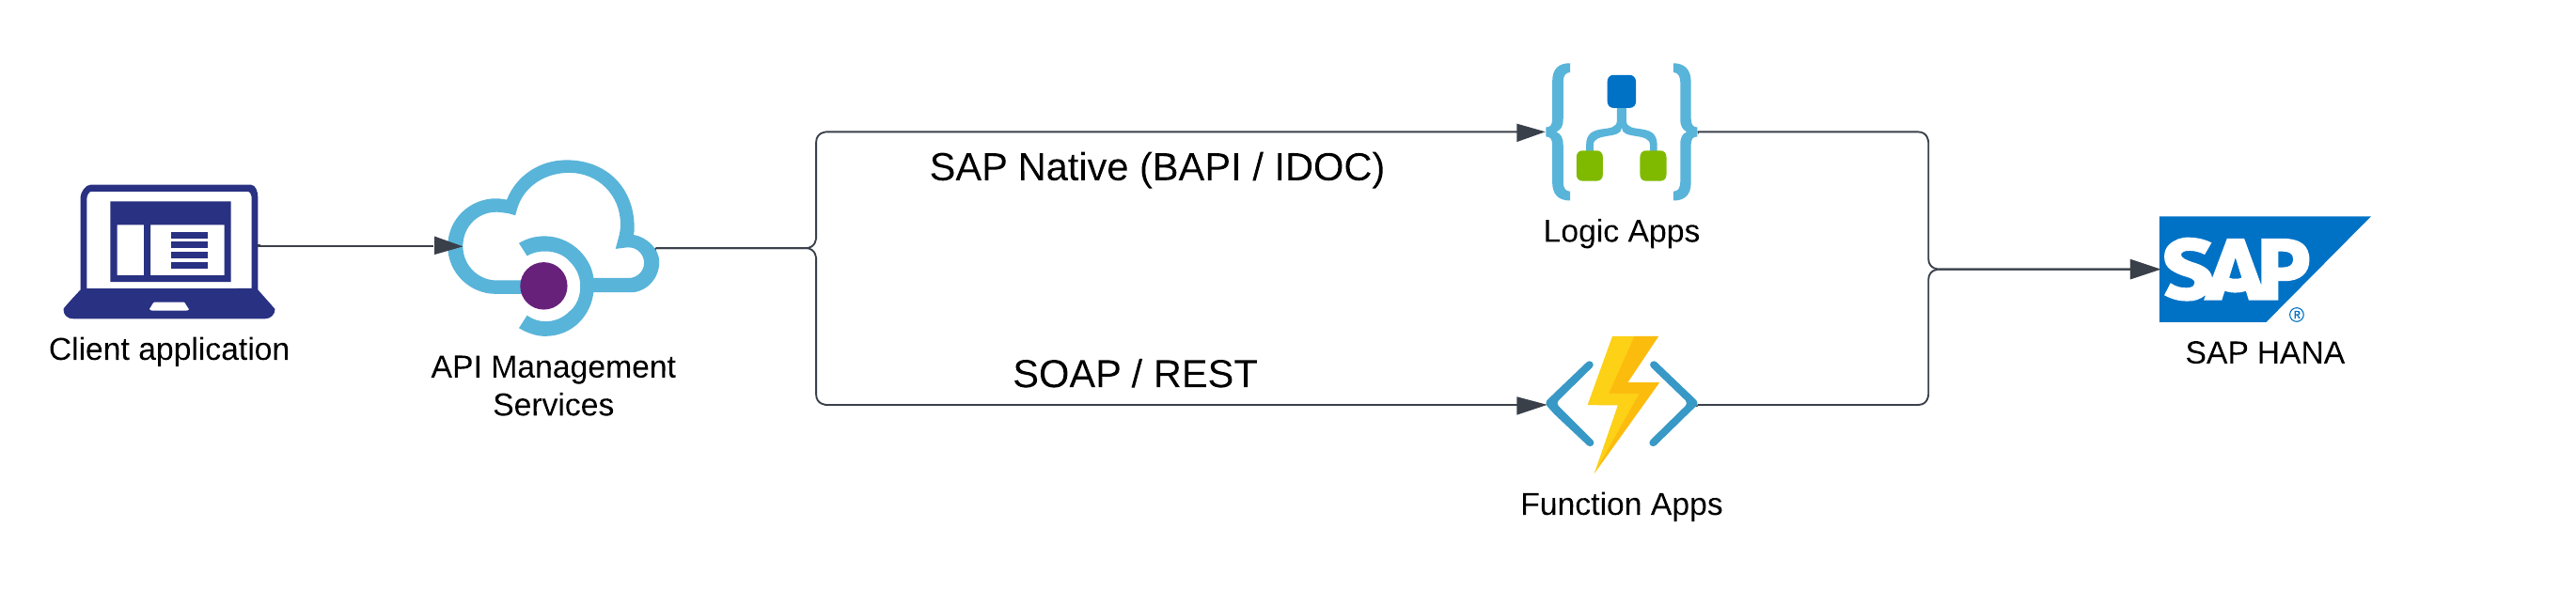 Client application
API Management
Services
SAP Native (BAPI / IDOC)
SOAP / REST
Logic Apps
Function Apps
SAP
®
SAP HANA